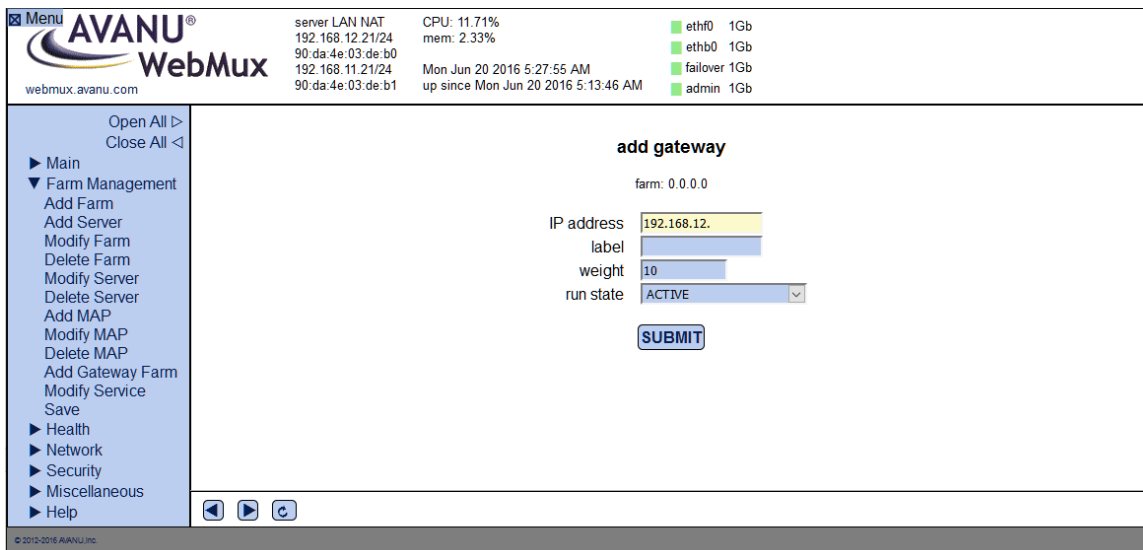 Menu
AVANU®
WebMux
webmux.avanu.com
server LAN NAT
192.168.12.21/24
90:da:4e:03:de:b0
192.168.11.21/24
90:da:4e:03:de:b1
CPU: 11.71%
mem: 2.33%
Mon Jun 20 2016 5:27:55 AM
up since Mon Jun 20 2016 5:13:46 AM
ethf0 1Gb
ethb0 1Gb
failover 1Gb
admin 1Gb
Open All ▷
Close All ◁
▶ Main
▼ Farm Management
Add Farm
Add Server
Modify Farm
Delete Farm
Modify Server
Delete Server
Add MAP
Modify MAP
Delete MAP
Add Gateway Farm
Modify Service
Save
▶ Health
▶ Network
▶ Security
▶ Miscellaneous
▶ Help
add gateway
farm: 0.0.0.0
IP address 192.168.12.
label
weight 10
run state ACTIVE
SUBMIT
© 2012-2016 AVANU,Inc.